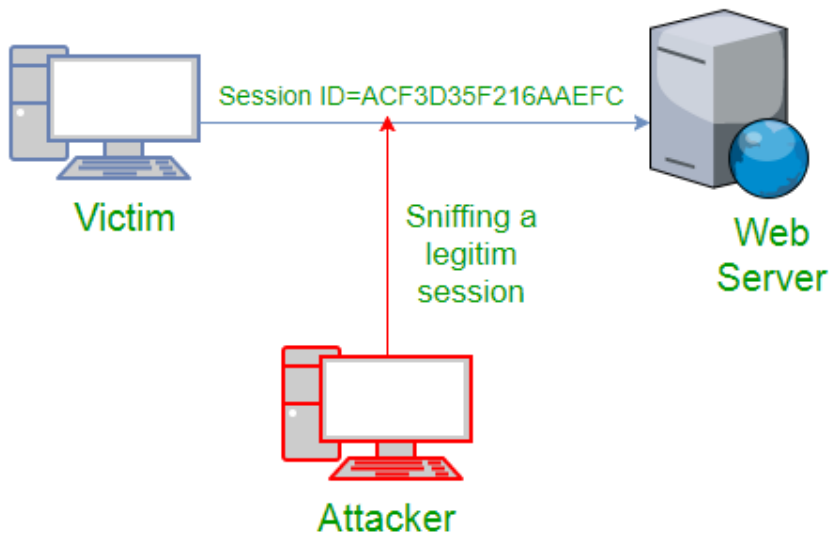 Session ID=ACF3D35F216AAEFC
Victim
Sniffing a
legitim
session
Web
Server
Attacker